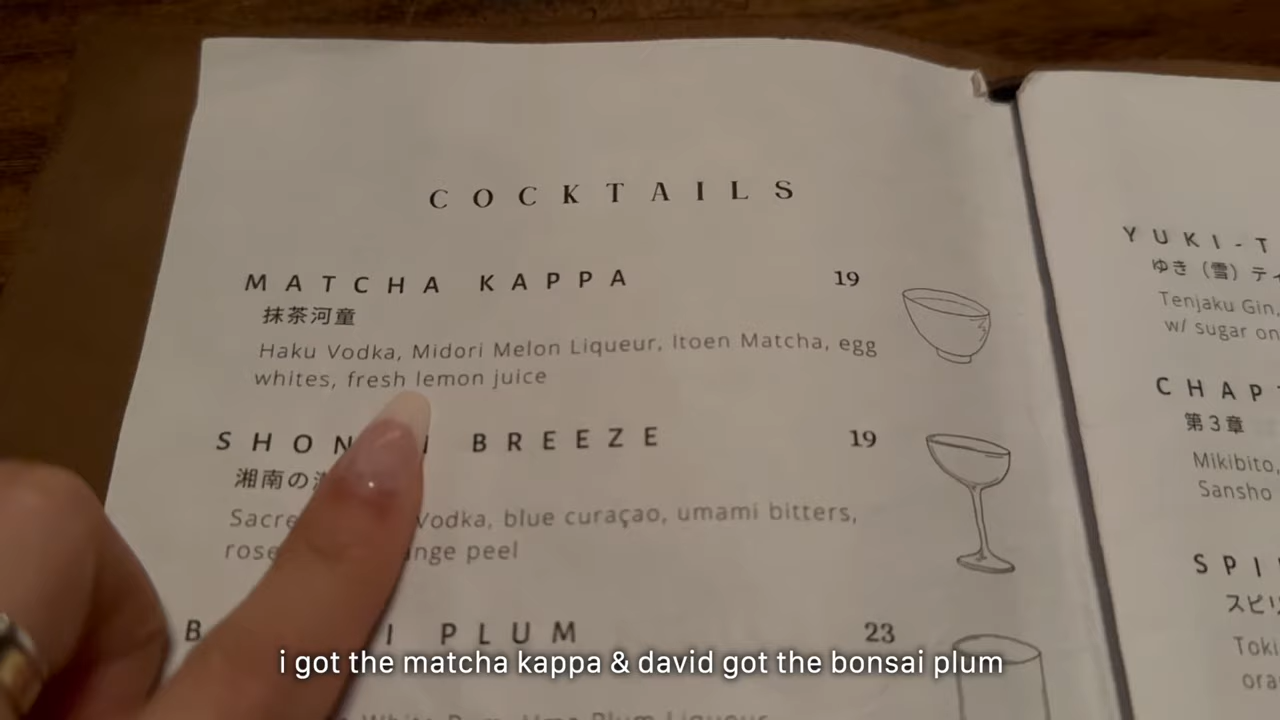 COCKTAILS
MATCHA KAPPA 19
抹茶河童
Haku Vodka, Midori Melon Liqueur, Itoen Matcha, egg
whites, fresh lemon juice
BREEZE 19
湘南の
Vodka, blue curaçao, umami bitters,
peel
PLUM 23
Plum Liqueur
YUKI-T
ゆき（雪）テ
Tenjaku Gin,
w/ sugar on
CHAP
第3章
Mikibito,
Sansho
SPI
スピ
Toki
ora
i got the matcha kappa & david got the bonsai plum